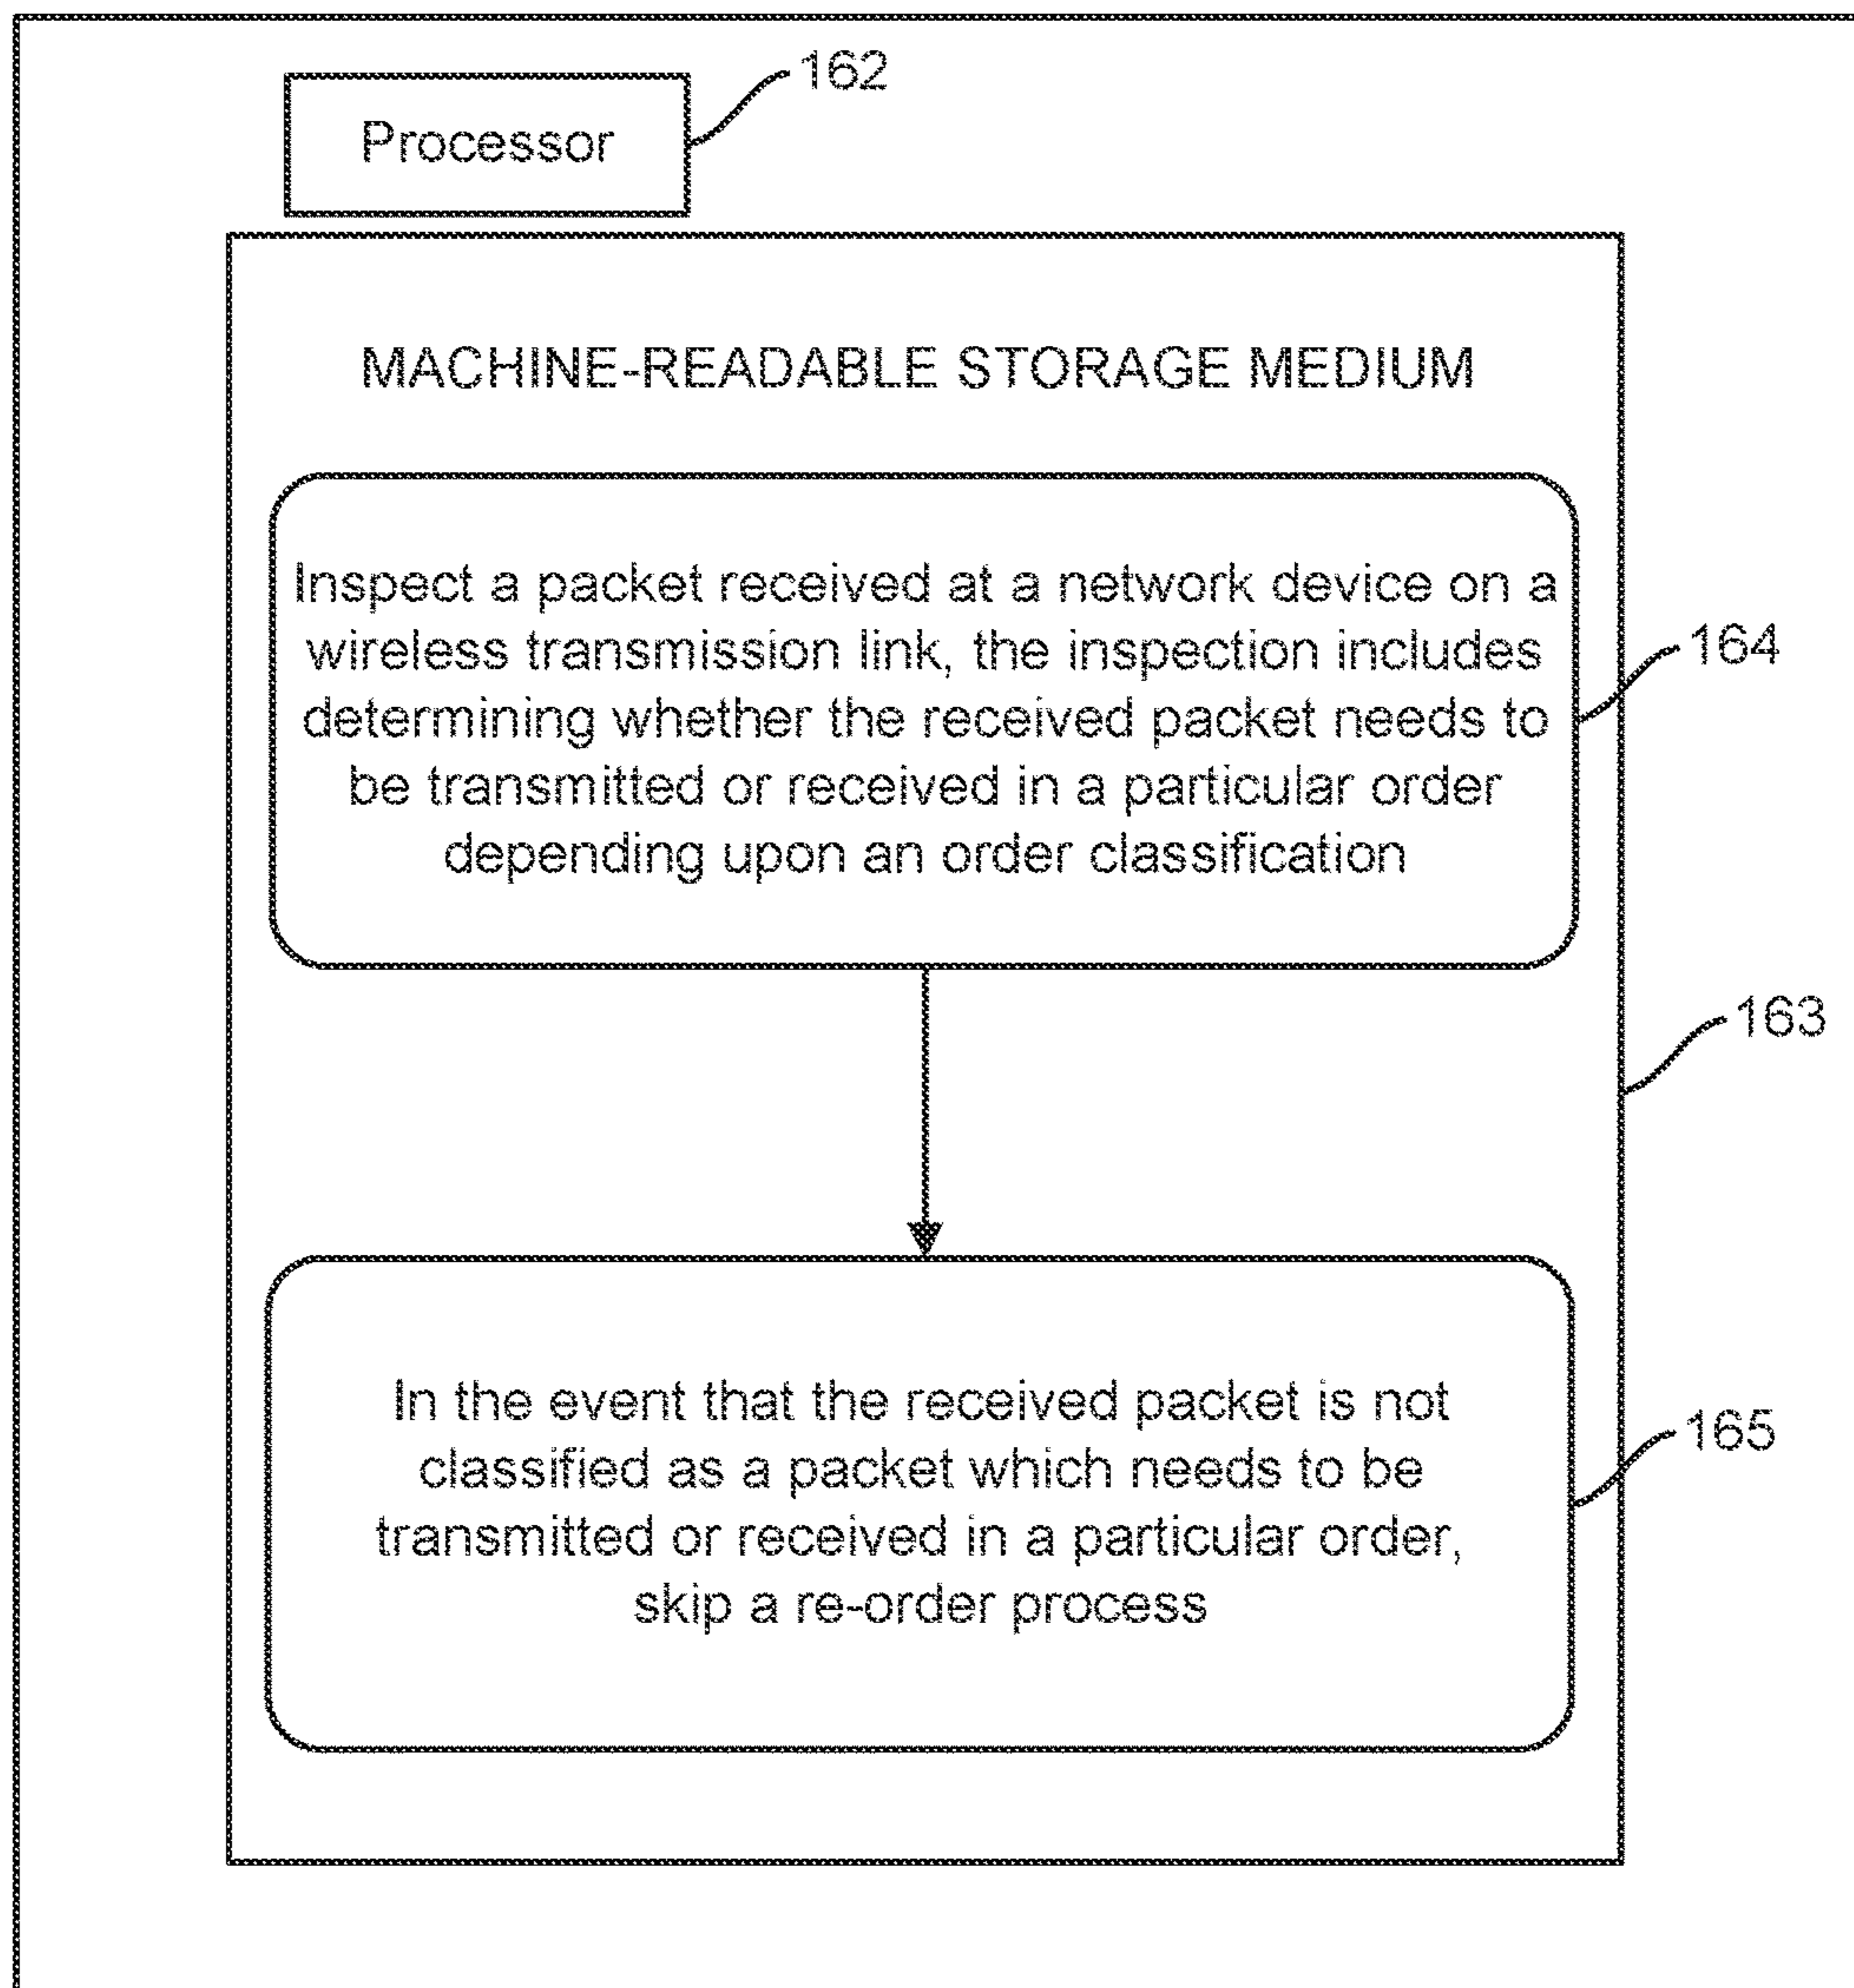 162
Processor
MACHINE-READABLE STORAGE MEDIUM
Inspect a packet received at a network device on a
wireless transmission link, the inspection includes
determining whether the received packet needs to
be transmitted or received in a particular order
depending upon an order classification
164
163
In the event that the received packet is not
classified as a packet which needs to be
transmitted or received in a particular order,
skip a re-order process
165